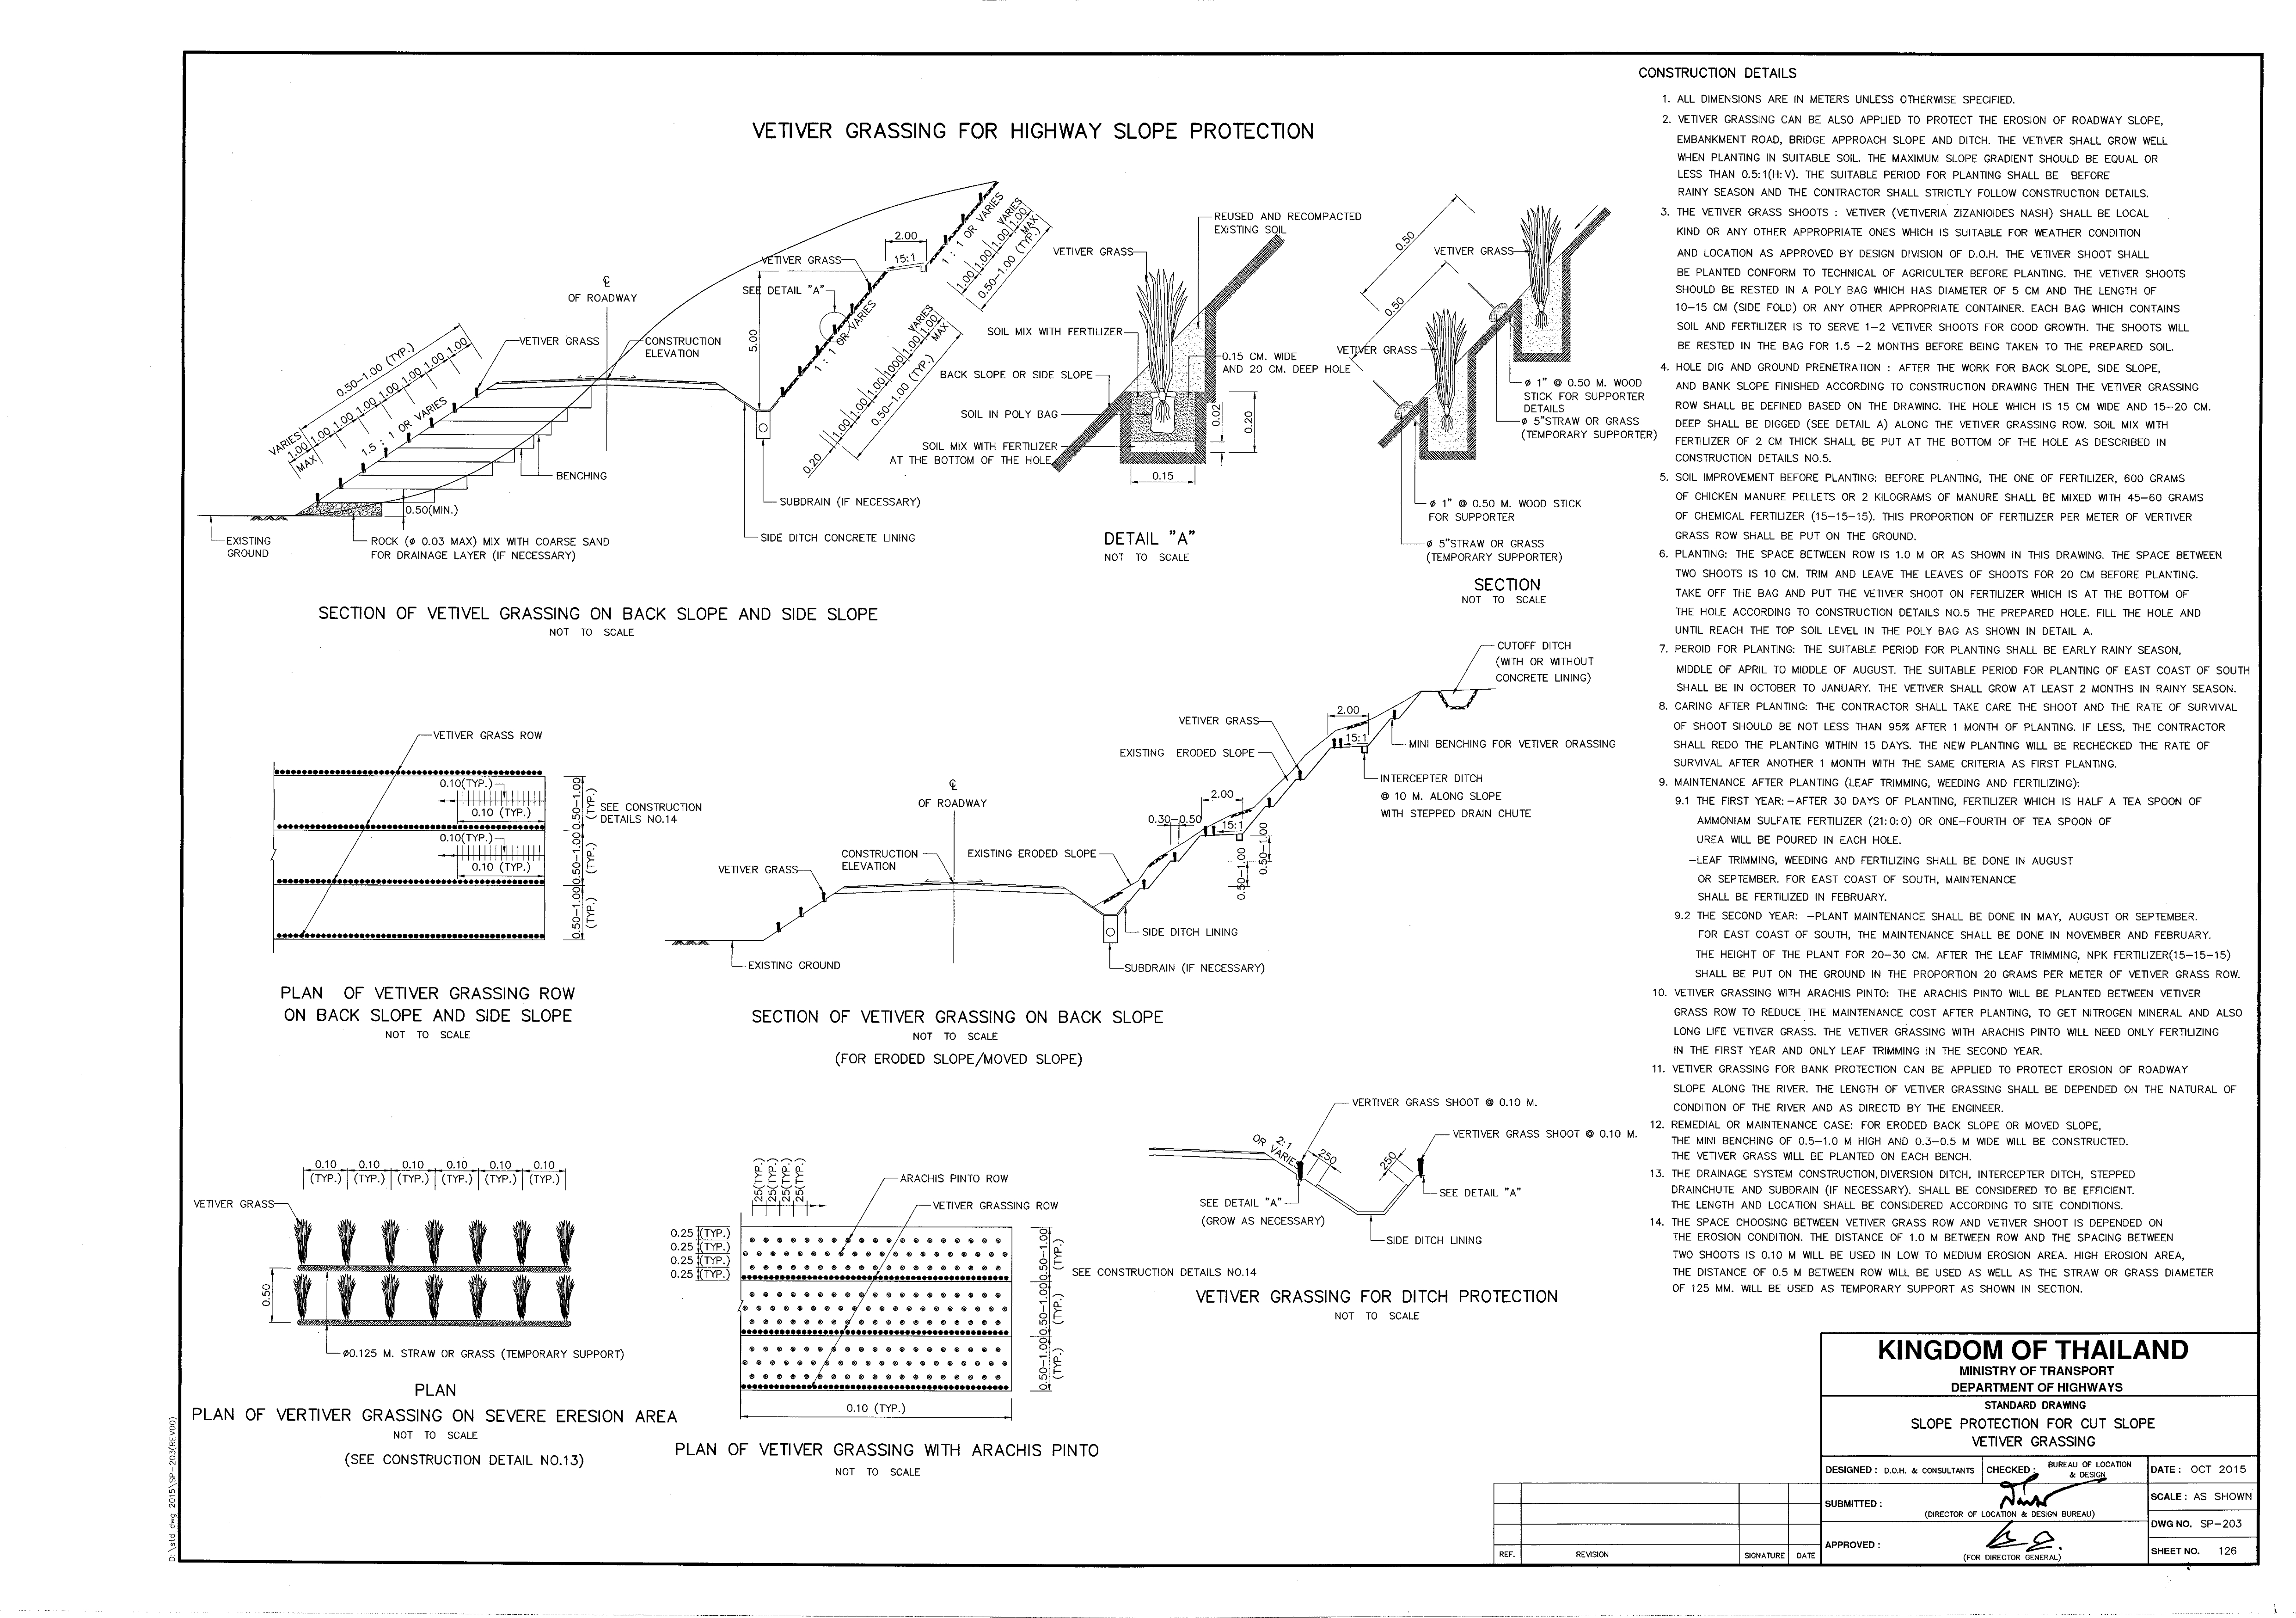 VETIVER GRASSING FOR HIGHWAY SLOPE PROTECTION
0.50-1.00 (TYP.)
VARIES
1.00 1.00 1.00 1.00 1.00 1.00 1.00
MAX
1.5 : 1 OR VARIES
℄
OF ROADWAY
VETIVER GRASS
CONSTRUCTION
ELEVATION
BENCHING
0.50(MIN.)
EXISTING
GROUND
ROCK (ø 0.03 MAX) MIX WITH COARSE SAND
FOR DRAINAGE LAYER (IF NECESSARY)
VETIVER GRASS
SEE DETAIL "A"
5.00
2.00
15:1
1 : 1 OR VARIES
1 : 1 OR VARIES
1.00 1.00 1.00 1.00
VARIES
MAX
0.50-1.00 (TYP.)
0.20
1.00 1.00 1.00 1000 1.00 1.00
VARIES
MAX
0.50-1.00 (TYP.)
SUBDRAIN (IF NECESSARY)
SIDE DITCH CONCRETE LINING
SECTION OF VETIVEL GRASSING ON BACK SLOPE AND SIDE SLOPE
NOT TO SCALE
REUSED AND RECOMPACTED
EXISTING SOIL
VETIVER GRASS
SOIL MIX WITH FERTILIZER
0.15 CM. WIDE
AND 20 CM. DEEP HOLE
BACK SLOPE OR SIDE SLOPE
SOIL IN POLY BAG
SOIL MIX WITH FERTILIZER
AT THE BOTTOM OF THE HOLE
0.02
0.20
0.15
DETAIL "A"
NOT TO SCALE
0.50
0.50
VETIVER GRASS
VETIVER GRASS
ø 1" @ 0.50 M. WOOD
STICK FOR SUPPORTER
DETAILS
ø 5"STRAW OR GRASS
(TEMPORARY SUPPORTER)
ø 1" @ 0.50 M. WOOD STICK
FOR SUPPORTER
ø 5"STRAW OR GRASS
(TEMPORARY SUPPORTER)
SECTION
NOT TO SCALE
VETIVER GRASS ROW
0.10(TYP.)
0.10 (TYP.)
0.10(TYP.)
0.10 (TYP.)
0.50-1.00
(TYP.)
0.50-1.00
(TYP.)
0.50-1.00
(TYP.)
SEE CONSTRUCTION
DETAILS NO.14
PLAN OF VETIVER GRASSING ROW
ON BACK SLOPE AND SIDE SLOPE
NOT TO SCALE
CUTOFF DITCH
(WITH OR WITHOUT
CONCRETE LINING)
2.00
15:1
VETIVER GRASS
EXISTING ERODED SLOPE
MINI BENCHING FOR VETIVER ORASSING
INTERCEPTER DITCH
@ 10 M. ALONG SLOPE
WITH STEPPED DRAIN CHUTE
2.00
0.30-0.50
15:1
0.50-1.00
0.50-1.00
℄
OF ROADWAY
CONSTRUCTION
ELEVATION
EXISTING ERODED SLOPE
VETIVER GRASS
SIDE DITCH LINING
EXISTING GROUND
SUBDRAIN (IF NECESSARY)
SECTION OF VETIVER GRASSING ON BACK SLOPE
NOT TO SCALE
(FOR ERODED SLOPE/MOVED SLOPE)
0.10 0.10 0.10 0.10 0.10 0.10
(TYP.) (TYP.) (TYP.) (TYP.) (TYP.) (TYP.)
VETIVER GRASS
0.50
ø0.125 M. STRAW OR GRASS (TEMPORARY SUPPORT)
PLAN
PLAN OF VERTIVER GRASSING ON SEVERE ERESION AREA
NOT TO SCALE
(SEE CONSTRUCTION DETAIL NO.13)
.25(TYP.)
.25(TYP.)
.25(TYP.)
.25(TYP.)
ARACHIS PINTO ROW
VETIVER GRASSING ROW
0.25 (TYP.)
0.25 (TYP.)
0.25 (TYP.)
0.25 (TYP.)
0.50-1.00
(TYP.)
0.50-1.00
(TYP.)
0.50-1.00
(TYP.)
SEE CONSTRUCTION DETAILS NO.14
0.10 (TYP.)
PLAN OF VETIVER GRASSING WITH ARACHIS PINTO
NOT TO SCALE
VERTIVER GRASS SHOOT @ 0.10 M.
VERTIVER GRASS SHOOT @ 0.10 M.
2:1
OR VARIES
250
250
SEE DETAIL "A"
(GROW AS NECESSARY)
SEE DETAIL "A"
SIDE DITCH LINING
VETIVER GRASSING FOR DITCH PROTECTION
NOT TO SCALE
CONSTRUCTION DETAILS
1. ALL DIMENSIONS ARE IN METERS UNLESS OTHERWISE SPECIFIED.
2. VETIVER GRASSING CAN BE ALSO APPLIED TO PROTECT THE EROSION OF ROADWAY SLOPE,
EMBANKMENT ROAD, BRIDGE APPROACH SLOPE AND DITCH. THE VETIVER SHALL GROW WELL
WHEN PLANTING IN SUITABLE SOIL. THE MAXIMUM SLOPE GRADIENT SHOULD BE EQUAL OR
LESS THAN 0.5:1(H:V). THE SUITABLE PERIOD FOR PLANTING SHALL BE BEFORE
RAINY SEASON AND THE CONTRACTOR SHALL STRICTLY FOLLOW CONSTRUCTION DETAILS.
3. THE VETIVER GRASS SHOOTS : VETIVER (VETIVERIA ZIZANIOIDES NASH) SHALL BE LOCAL
KIND OR ANY OTHER APPROPRIATE ONES WHICH IS SUITABLE FOR WEATHER CONDITION
AND LOCATION AS APPROVED BY DESIGN DIVISION OF D.O.H. THE VETIVER SHOOT SHALL
BE PLANTED CONFORM TO TECHNICAL OF AGRICULTER BEFORE PLANTING. THE VETIVER SHOOTS
SHOULD BE RESTED IN A POLY BAG WHICH HAS DIAMETER OF 5 CM AND THE LENGTH OF
10-15 CM (SIDE FOLD) OR ANY OTHER APPROPRIATE CONTAINER. EACH BAG WHICH CONTAINS
SOIL AND FERTILIZER IS TO SERVE 1-2 VETIVER SHOOTS FOR GOOD GROWTH. THE SHOOTS WILL
BE RESTED IN THE BAG FOR 1.5 -2 MONTHS BEFORE BEING TAKEN TO THE PREPARED SOIL.
4. HOLE DIG AND GROUND PRENETRATION : AFTER THE WORK FOR BACK SLOPE, SIDE SLOPE,
AND BANK SLOPE FINISHED ACCORDING TO CONSTRUCTION DRAWING THEN THE VETIVER GRASSING
ROW SHALL BE DEFINED BASED ON THE DRAWING. THE HOLE WHICH IS 15 CM WIDE AND 15-20 CM.
DEEP SHALL BE DIGGED (SEE DETAIL A) ALONG THE VETIVER GRASSING ROW. SOIL MIX WITH
FERTILIZER OF 2 CM THICK SHALL BE PUT AT THE BOTTOM OF THE HOLE AS DESCRIBED IN
CONSTRUCTION DETAILS NO.5.
5. SOIL IMPROVEMENT BEFORE PLANTING: BEFORE PLANTING, THE ONE OF FERTILIZER, 600 GRAMS
OF CHICKEN MANURE PELLETS OR 2 KILOGRAMS OF MANURE SHALL BE MIXED WITH 45-60 GRAMS
OF CHEMICAL FERTILIZER (15-15-15). THIS PROPORTION OF FERTILIZER PER METER OF VERTIVER
GRASS ROW SHALL BE PUT ON THE GROUND.
6. PLANTING: THE SPACE BETWEEN ROW IS 1.0 M OR AS SHOWN IN THIS DRAWING. THE SPACE BETWEEN
TWO SHOOTS IS 10 CM. TRIM AND LEAVE THE LEAVES OF SHOOTS FOR 20 CM BEFORE PLANTING.
TAKE OFF THE BAG AND PUT THE VETIVER SHOOT ON FERTILIZER WHICH IS AT THE BOTTOM OF
THE HOLE ACCORDING TO CONSTRUCTION DETAILS NO.5 THE PREPARED HOLE. FILL THE HOLE AND
UNTIL REACH THE TOP SOIL LEVEL IN THE POLY BAG AS SHOWN IN DETAIL A.
7. PEROID FOR PLANTING: THE SUITABLE PERIOD FOR PLANTING SHALL BE EARLY RAINY SEASON,
MIDDLE OF APRIL TO MIDDLE OF AUGUST. THE SUITABLE PERIOD FOR PLANTING OF EAST COAST OF SOUTH
SHALL BE IN OCTOBER TO JANUARY. THE VETIVER SHALL GROW AT LEAST 2 MONTHS IN RAINY SEASON.
8. CARING AFTER PLANTING: THE CONTRACTOR SHALL TAKE CARE THE SHOOT AND THE RATE OF SURVIVAL
OF SHOOT SHOULD BE NOT LESS THAN 95% AFTER 1 MONTH OF PLANTING. IF LESS, THE CONTRACTOR
SHALL REDO THE PLANTING WITHIN 15 DAYS. THE NEW PLANTING WILL BE RECHECKED THE RATE OF
SURVIVAL AFTER ANOTHER 1 MONTH WITH THE SAME CRITERIA AS FIRST PLANTING.
9. MAINTENANCE AFTER PLANTING (LEAF TRIMMING, WEEDING AND FERTILIZING):
9.1 THE FIRST YEAR:-AFTER 30 DAYS OF PLANTING, FERTILIZER WHICH IS HALF A TEA SPOON OF
AMMONIAM SULFATE FERTILIZER (21:0:0) OR ONE-FOURTH OF TEA SPOON OF
UREA WILL BE POURED IN EACH HOLE.
-LEAF TRIMMING, WEEDING AND FERTILIZING SHALL BE DONE IN AUGUST
OR SEPTEMBER. FOR EAST COAST OF SOUTH, MAINTENANCE
SHALL BE FERTILIZED IN FEBRUARY.
9.2 THE SECOND YEAR: -PLANT MAINTENANCE SHALL BE DONE IN MAY, AUGUST OR SEPTEMBER.
FOR EAST COAST OF SOUTH, THE MAINTENANCE SHALL BE DONE IN NOVEMBER AND FEBRUARY.
THE HEIGHT OF THE PLANT FOR 20-30 CM. AFTER THE LEAF TRIMMING, NPK FERTILIZER(15-15-15)
SHALL BE PUT ON THE GROUND IN THE PROPORTION 20 GRAMS PER METER OF VETIVER GRASS ROW.
10. VETIVER GRASSING WITH ARACHIS PINTO: THE ARACHIS PINTO WILL BE PLANTED BETWEEN VETIVER
GRASS ROW TO REDUCE THE MAINTENANCE COST AFTER PLANTING, TO GET NITROGEN MINERAL AND ALSO
LONG LIFE VETIVER GRASS. THE VETIVER GRASSING WITH ARACHIS PINTO WILL NEED ONLY FERTILIZING
IN THE FIRST YEAR AND ONLY LEAF TRIMMING IN THE SECOND YEAR.
11. VETIVER GRASSING FOR BANK PROTECTION CAN BE APPLIED TO PROTECT EROSION OF ROADWAY
SLOPE ALONG THE RIVER. THE LENGTH OF VETIVER GRASSING SHALL BE DEPENDED ON THE NATURAL OF
CONDITION OF THE RIVER AND AS DIRECTD BY THE ENGINEER.
12. REMEDIAL OR MAINTENANCE CASE: FOR ERODED BACK SLOPE OR MOVED SLOPE,
THE MINI BENCHING OF 0.5-1.0 M HIGH AND 0.3-0.5 M WIDE WILL BE CONSTRUCTED.
THE VETIVER GRASS WILL BE PLANTED ON EACH BENCH.
13. THE DRAINAGE SYSTEM CONSTRUCTION,DIVERSION DITCH, INTERCEPTER DITCH, STEPPED
DRAINCHUTE AND SUBDRAIN (IF NECESSARY). SHALL BE CONSIDERED TO BE EFFICIENT.
THE LENGTH AND LOCATION SHALL BE CONSIDERED ACCORDING TO SITE CONDITIONS.
14. THE SPACE CHOOSING BETWEEN VETIVER GRASS ROW AND VETIVER SHOOT IS DEPENDED ON
THE EROSION CONDITION. THE DISTANCE OF 1.0 M BETWEEN ROW AND THE SPACING BETWEEN
TWO SHOOTS IS 0.10 M WILL BE USED IN LOW TO MEDIUM EROSION AREA. HIGH EROSION AREA,
THE DISTANCE OF 0.5 M BETWEEN ROW WILL BE USED AS WELL AS THE STRAW OR GRASS DIAMETER
OF 125 MM. WILL BE USED AS TEMPORARY SUPPORT AS SHOWN IN SECTION.
KINGDOM OF THAILAND
MINISTRY OF TRANSPORT
DEPARTMENT OF HIGHWAYS
STANDARD DRAWING
SLOPE PROTECTION FOR CUT SLOPE
VETIVER GRASSING
DESIGNED : D.O.H. & CONSULTANTS
CHECKED : BUREAU OF LOCATION
& DESIGN
DATE : OCT 2015
SUBMITTED :
(DIRECTOR OF LOCATION & DESIGN BUREAU)
SCALE : AS SHOWN
DWG NO. SP-203
APPROVED :
(FOR DIRECTOR GENERAL)
SHEET NO. 126
REF. REVISION SIGNATURE DATE
D:\std dwg 2015\SP-203(REV00)